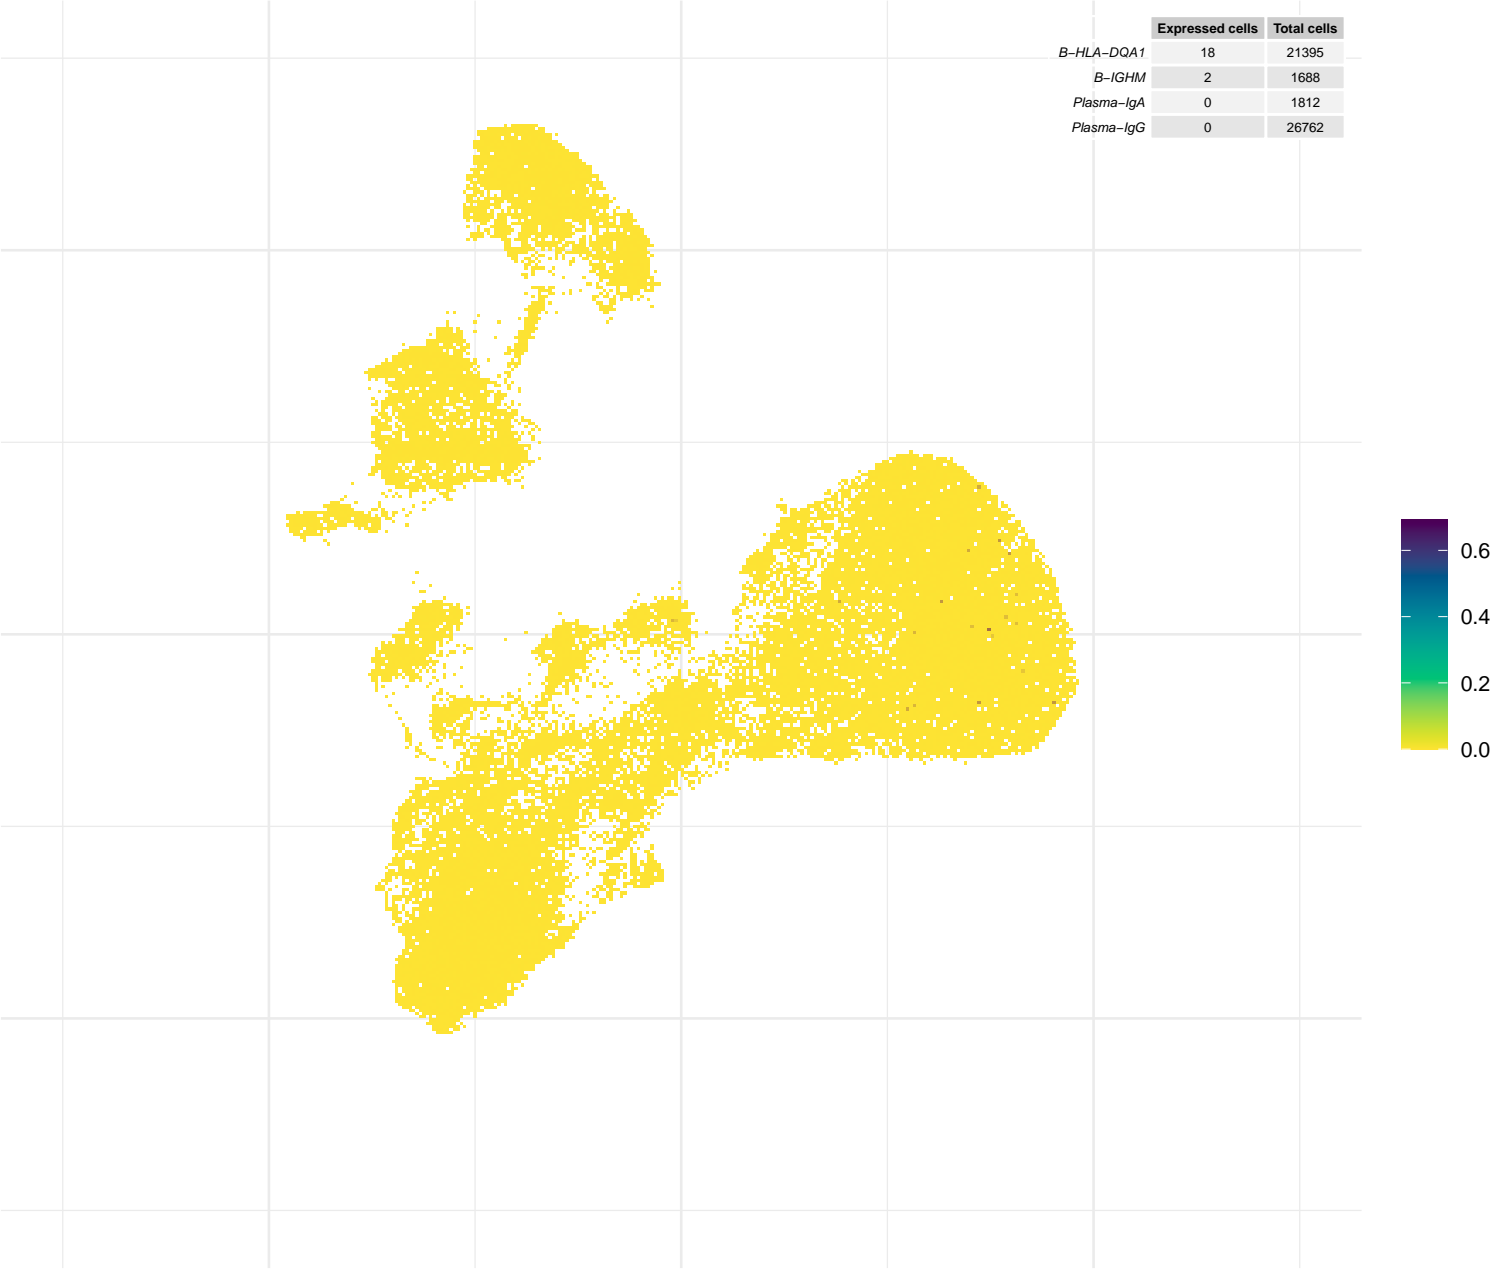 Expressed cells Total cells
B−HLA−DQA1 18 21395
B−IGHM 2 1688
Plasma−IgA 0 1812
Plasma−IgG 0 26762
0.6
0.4
0.2
0.0